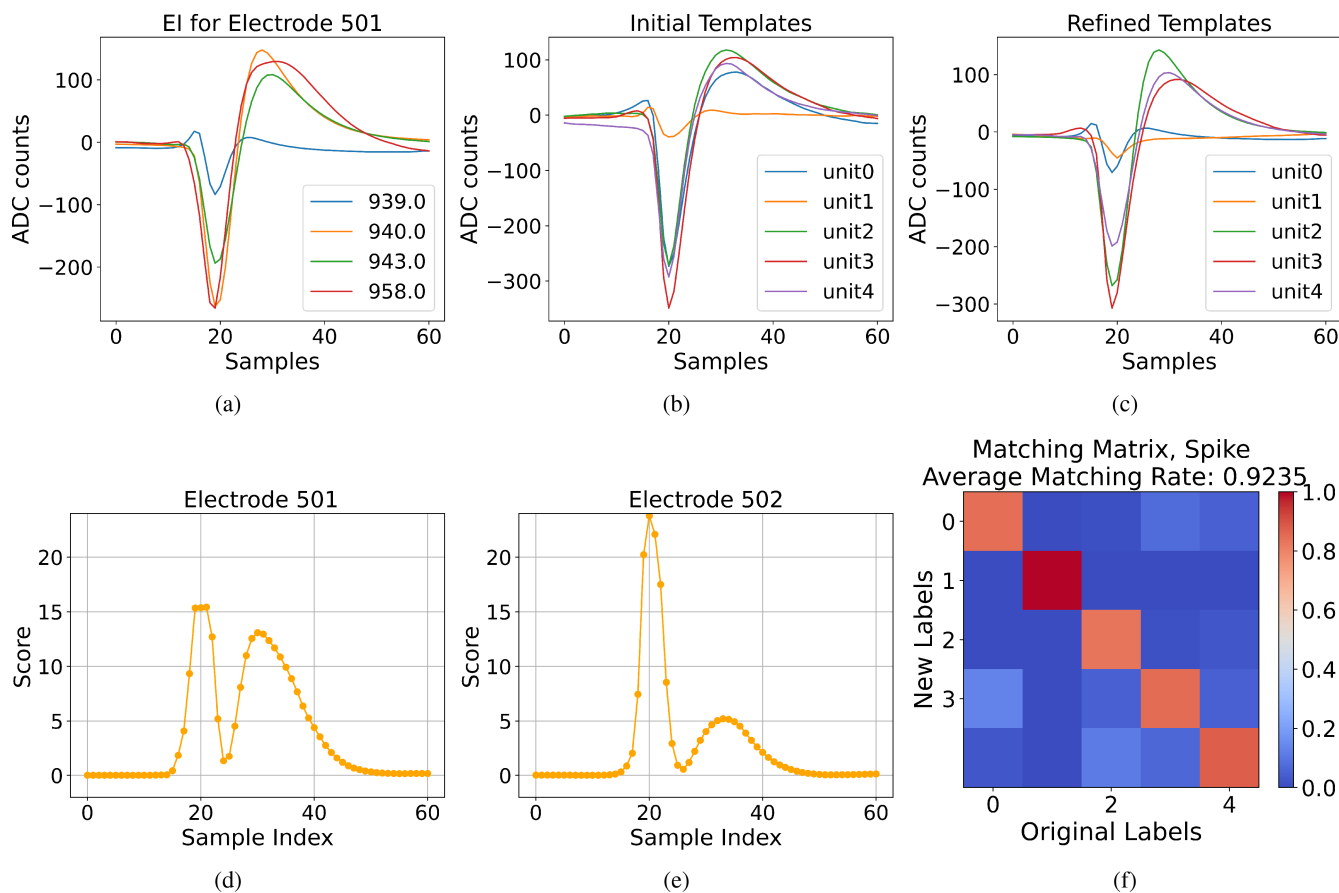 EI for Electrode 501
ADC counts
100
0
−100
−200
939.0
940.0
943.0
958.0
0
20
40
60
Samples
(a)
Initial Templates
ADC counts
100
0
−100
−200
−300
unit0
unit1
unit2
unit3
unit4
0
20
40
60
Samples
(b)
Refined Templates
ADC counts
100
0
−100
−200
−300
unit0
unit1
unit2
unit3
unit4
0
20
40
60
Samples
(c)
Electrode 501
Score
20
15
10
5
0
0
20
40
60
Sample Index
(d)
Electrode 502
Score
20
15
10
5
0
0
20
40
60
Sample Index
(e)
Matching Matrix, Spike
Average Matching Rate: 0.9235
New Labels
0
1
2
3
0
2
4
Original Labels
1.0
0.8
0.6
0.4
0.2
0.0
(f)